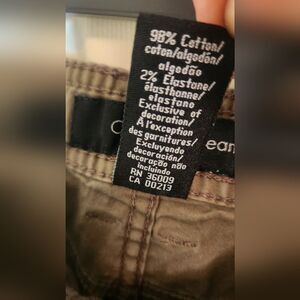 98% Cotton/
coton/algodón/
algodão
2% Elastane/
élasthanne/
elastano
Exclusive of
decoration/
À l'exception
des garnitures/
Excluyendo
decoración/
decoração não
incluido
RN 36009
CA 00213